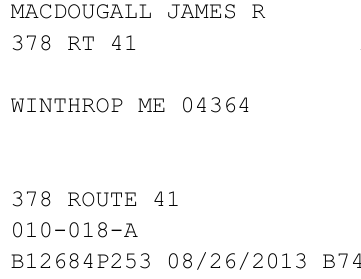 MACDOUGALL JAMES R
378 RT 41
WINTHROP ME 04364
378 ROUTE 41
010-018-A
B12684P253 08/26/2013 B74